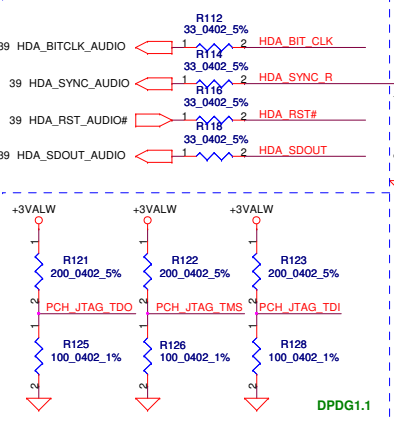 R112
33_0402_5%
39 HDA_BITCLK_AUDIO 1 2 HDA_BIT_CLK
R114
33_0402_5%
39 HDA_SYNC_AUDIO 1 2 HDA_SYNC_R
R116
33_0402_5%
39 HDA_RST_AUDIO# 1 2 HDA_RST#
R118
33_0402_5%
39 HDA_SDOUT_AUDIO 1 2 HDA_SDOUT
+3VALW +3VALW +3VALW
1 1 1
R121 R122 R123
200_0402_5% 200_0402_5% 200_0402_5%
2 2 2
PCH_JTAG_TDO PCH_JTAG_TMS PCH_JTAG_TDI
1 1 1
R125 R126 R128
100_0402_1% 100_0402_1% 100_0402_1%
2 2 2
DPDG1.1